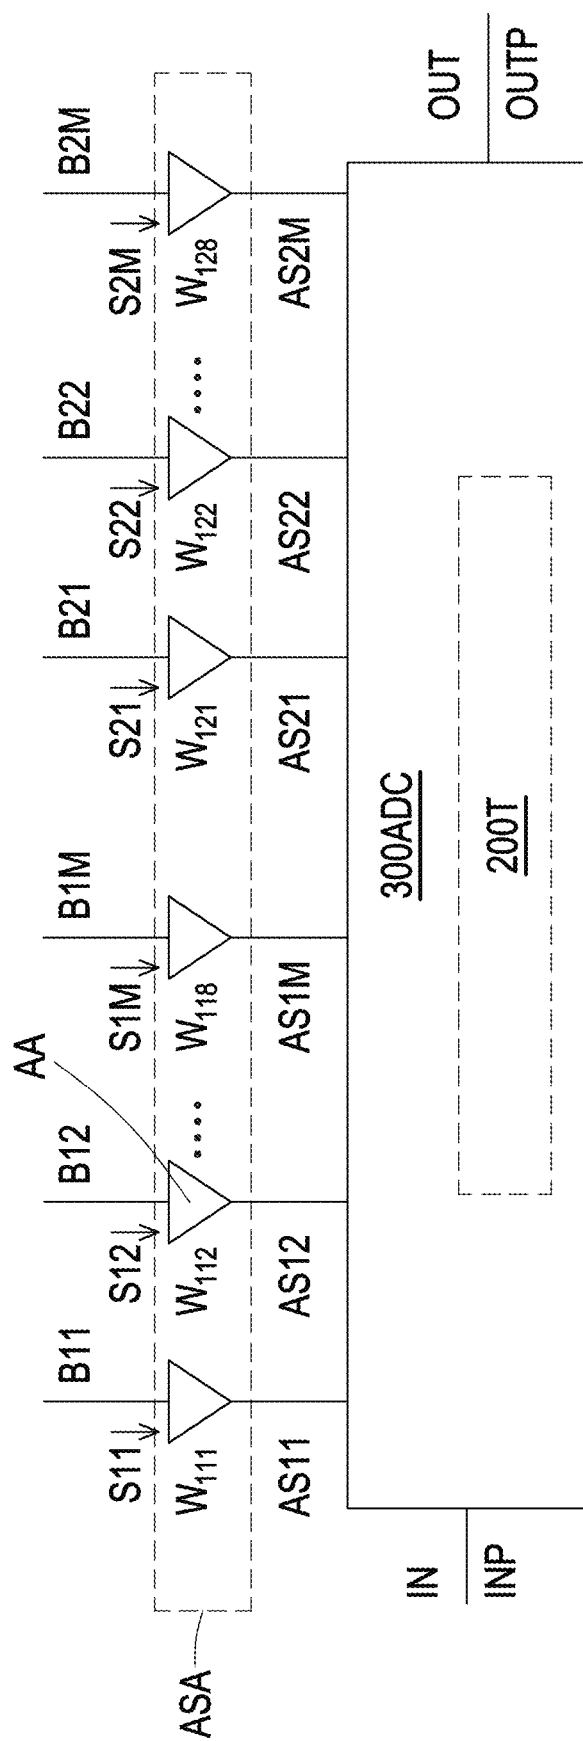 AA
B11 B12 B1M B21 B22 B2M
S11 S12 S1M S21 S22 S2M
ASA
W₁₁₁ W₁₁₂ .... W₁₁₈ W₁₂₁ W₁₂₂ .... W₁₂₈
AS11 AS12 AS1M AS21 AS22 AS2M
300ADC
IN
OUT
INP
OUTP
200T